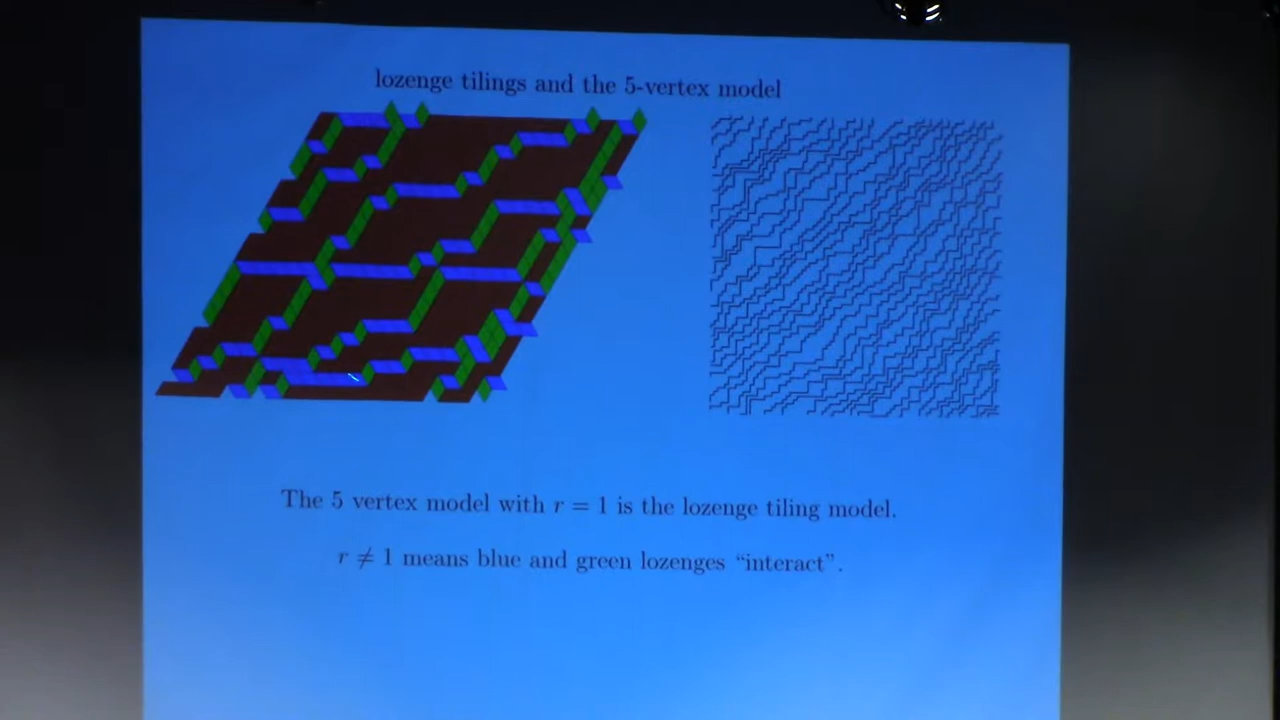 lozenge tilings and the 5-vertex model
The 5 vertex model with r = 1 is the lozenge tiling model.
r ≠ 1 means blue and green lozenges “interact”.